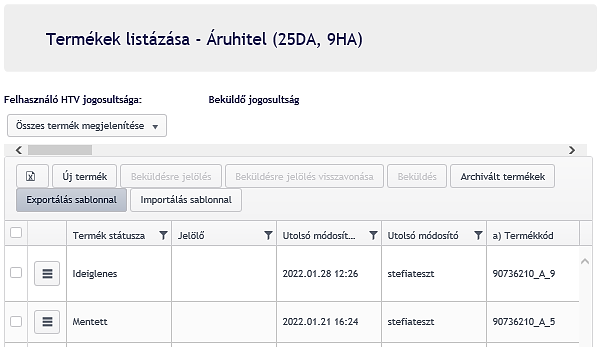 Termékek listázása - Áruhitel (25DA, 9HA)
Felhasználó HTV jogosultsága: Beküldő jogosultság
Összes termék megjelenítése
Új termék Beküldésre jelölés Beküldésre jelölés visszavonása Beküldés Archivált termékek
Exportálás sablonnal Importálás sablonnal
Termék státusza Jelölő Utolsó módosít... Utolsó módosító a) Termékkód
Ideiglenes 2022.01.28 12:26 stefiateszt 90736210_A_9
Mentett 2022.01.21 16:24 stefiateszt 90736210_A_5